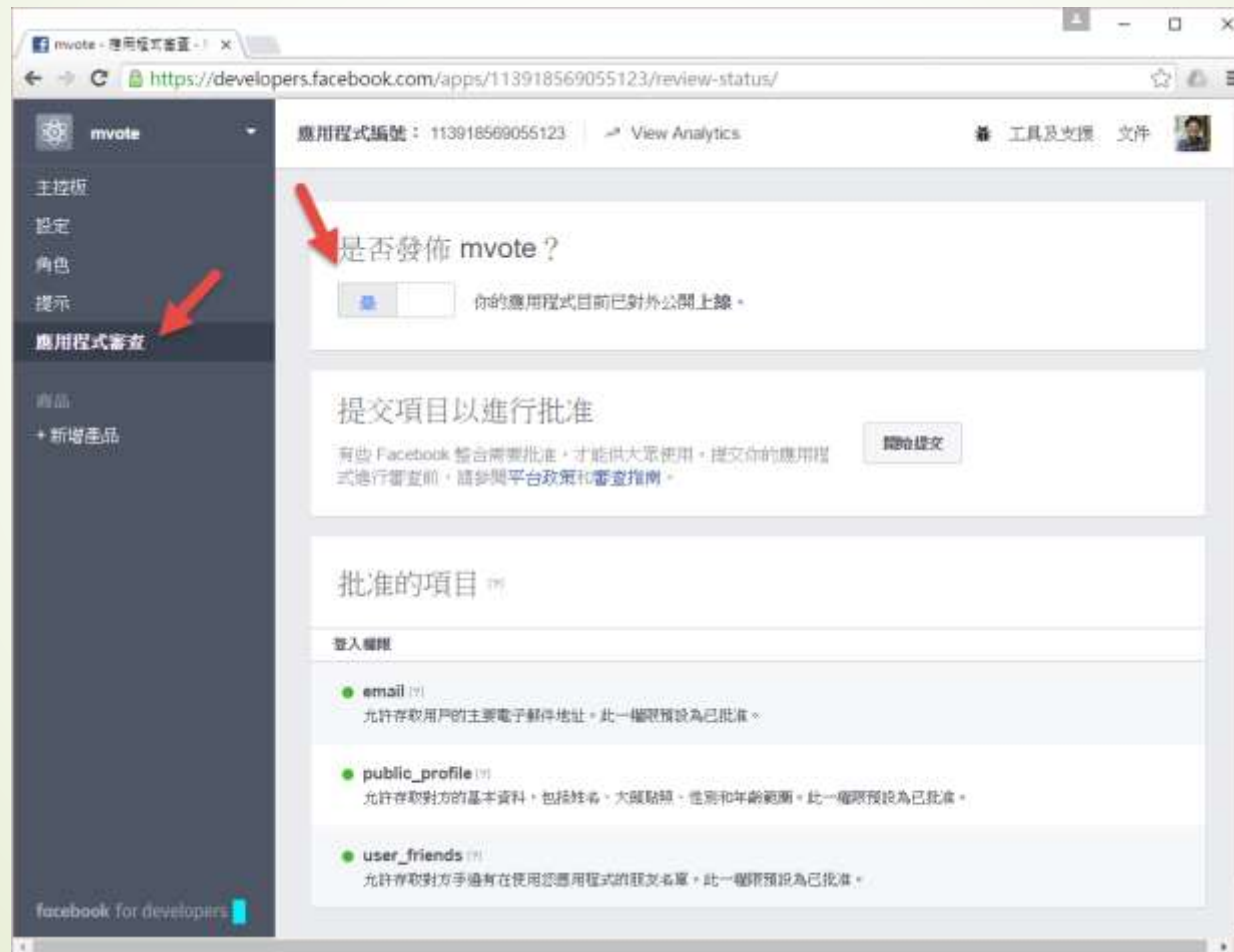 mvote - 應用程式審查 -
https://developers.facebook.com/apps/113918569055123/review-status/
mvote
應用程式編號：113918569055123
View Analytics
工具及支援
文件
主控板
設定
角色
提示
應用程式審查
商品
+ 新增產品
是否發佈 mvote？
是
你的應用程式目前已對外公開上線。
提交項目以進行批准
開始提交
有些 Facebook 整合需要批准，才能供大眾使用。提交你的應用程
式進行審查前，請參閱平台政策和審查指南。
批准的項目 [?]
登入權限
email [?]
允許存取用戶的主要電子郵件地址。此一權限預設為已批准。
public_profile [?]
允許存取對方的基本資料，包括姓名、大頭貼照、性別和年齡範圍。此一權限預設為已批准。
user_friends [?]
允許存取對方手邊有在使用您應用程式的朋友名單。此一權限預設為已批准。
facebook for developers